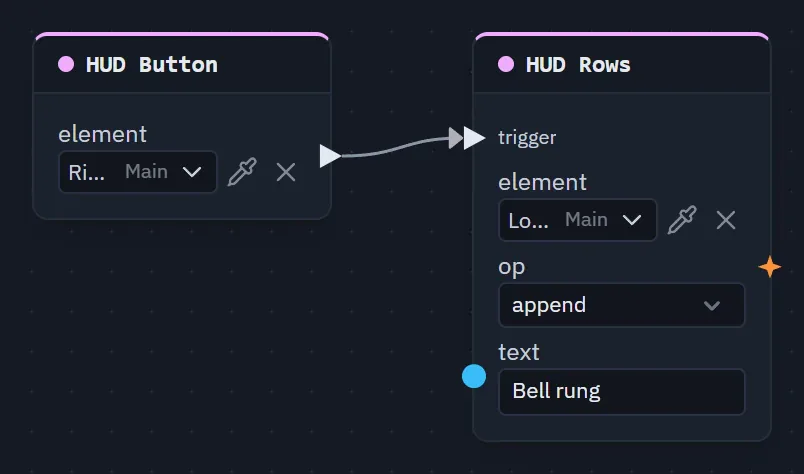 HUD Button
element
Ri... Main
HUD Rows
trigger
element
Lo... Main
op
append
text
Bell rung